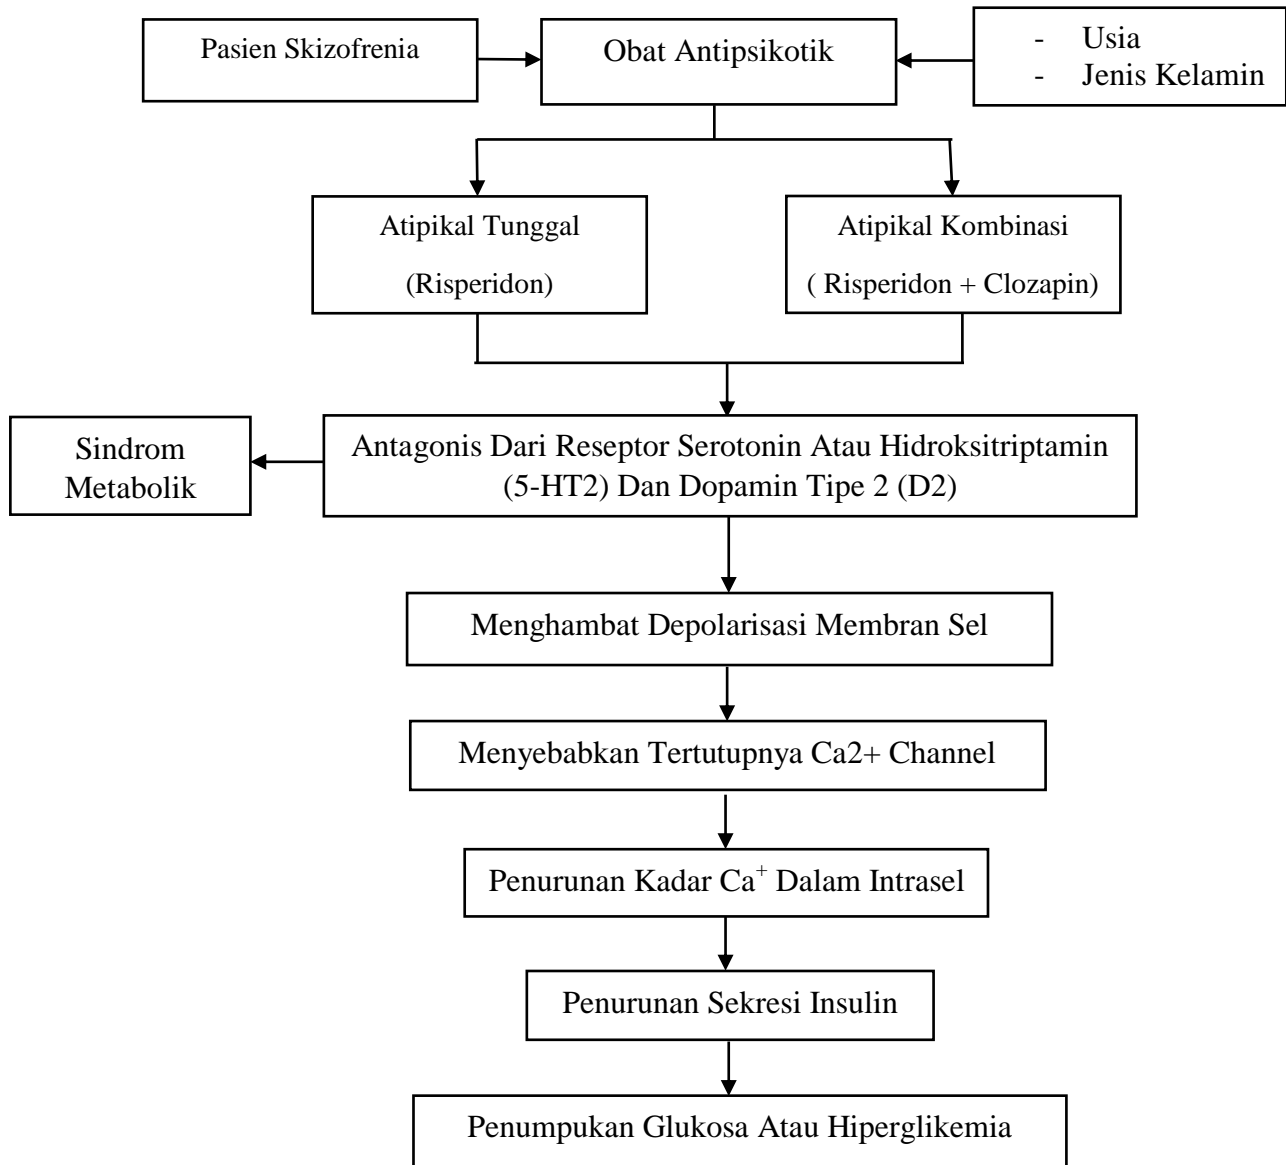 Pasien Skizofrenia
Obat Antipsikotik
- Usia
- Jenis Kelamin
Atipikal Tunggal
(Risperidon)
Atipikal Kombinasi
( Risperidon + Clozapin)
Sindrom
Metabolik
Antagonis Dari Reseptor Serotonin Atau Hidroksitriptamin
(5-HT2) Dan Dopamin Tipe 2 (D2)
Menghambat Depolarisasi Membran Sel
Menyebabkan Tertutupnya Ca2+ Channel
Penurunan Kadar Ca⁺ Dalam Intrasel
Penurunan Sekresi Insulin
Penumpukan Glukosa Atau Hiperglikemia